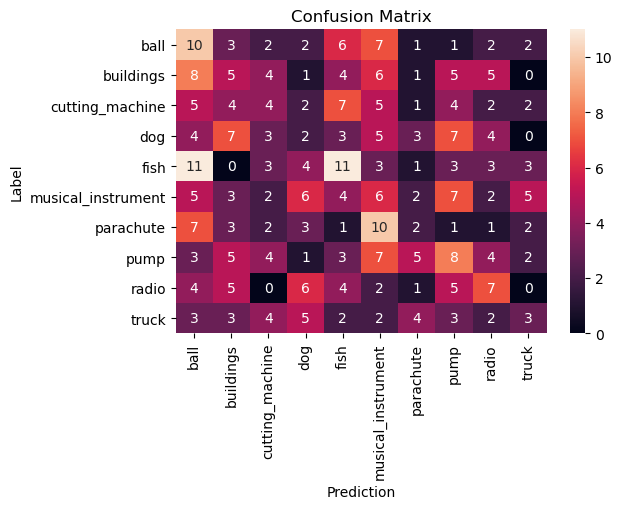 Confusion Matrix
Label
ball 10 3 2 2 6 7 1 1 2 2
buildings 8 5 4 1 4 6 1 5 5 0
cutting_machine 5 4 4 2 7 5 1 4 2 2
dog 4 7 3 2 3 5 3 7 4 0
fish 11 0 3 4 11 3 1 3 3 3
musical_instrument 5 3 2 6 4 6 2 7 2 5
parachute 7 3 2 3 1 10 2 1 1 2
pump 3 5 4 1 3 7 5 8 4 2
radio 4 5 0 6 4 2 1 5 7 0
truck 3 3 4 5 2 2 4 3 2 3
ball buildings cutting_machine dog fish musical_instrument parachute pump radio truck
Prediction
10
8
6
4
2
0